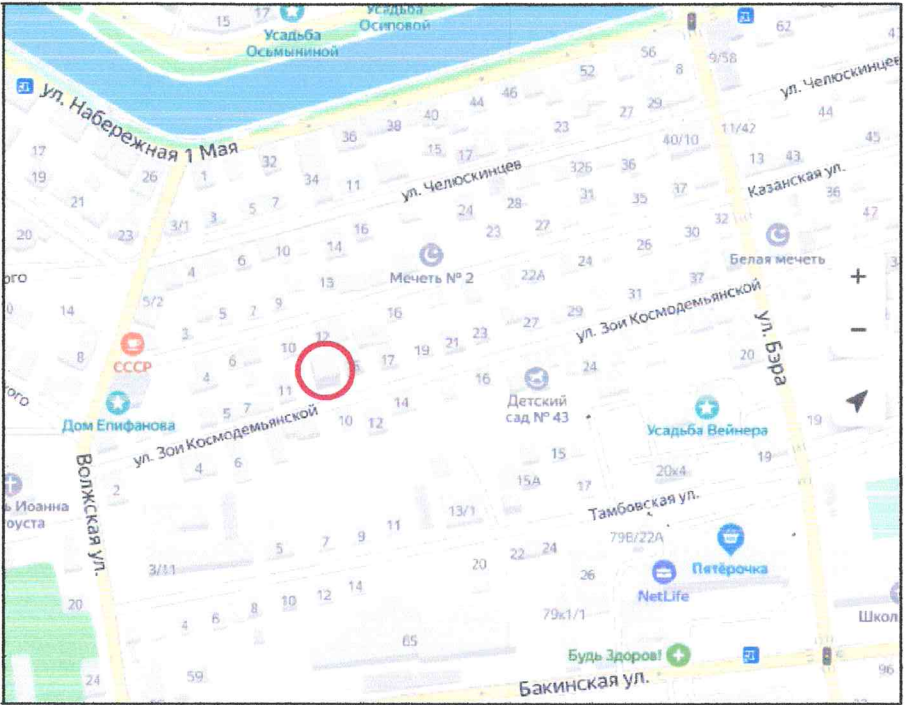 15 17
Усадьба
Осьмыниной
Усадьба
Осиповой
62
56
52
8
9/58
ул. Челюскинцев
46
44
40
38
36
27 29
44
ул. Набережная 1 Мая
23
40/10
11/42
45
17
15 17
32
26
1
34
11
ул. Челюскинцев
32б
36
13 43
Казанская ул.
36
19
21
3/1 3 5 7
24 28
31 35 37
32
47
20
23
16
23 27
26 30
Белая мечеть
4 6 10 14
Мечеть № 2
22А
24
ого
13
37
14
5/2
5 7 9
16
27 29 31
ул. Зои Космодемьянской
3
12
21 23
ул. Бэра
8
СССР
4 6 10
17 19
20
ого
11
16
24
Детский
сад № 43
Дом Епифанова
5 7
ул. Зои Космодемьянской
10 12 14
Усадьба Вейнера
19
4 6
15
19
ь Иоанна
оуста
2
15А
17
20к4
Волжская ул.
13/1
Тамбовская ул.
5 7 9 11
79В/22А
3/11
20 22 24
26
Пятёрочка
NetLife
20
4 6 8 10 12 14
79к1/1
Школ
65
59
24
Будь Здоров!
Бакинская ул.
96